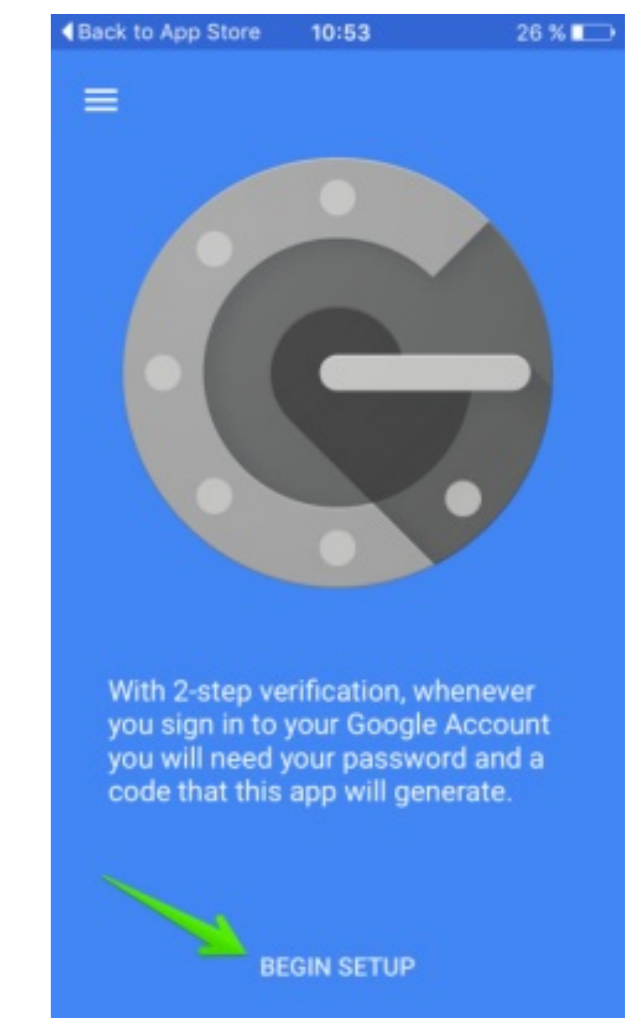 Back to App Store 10:53 26 %
With 2-step verification, whenever
you sign in to your Google Account
you will need your password and a
code that this app will generate.
BEGIN SETUP